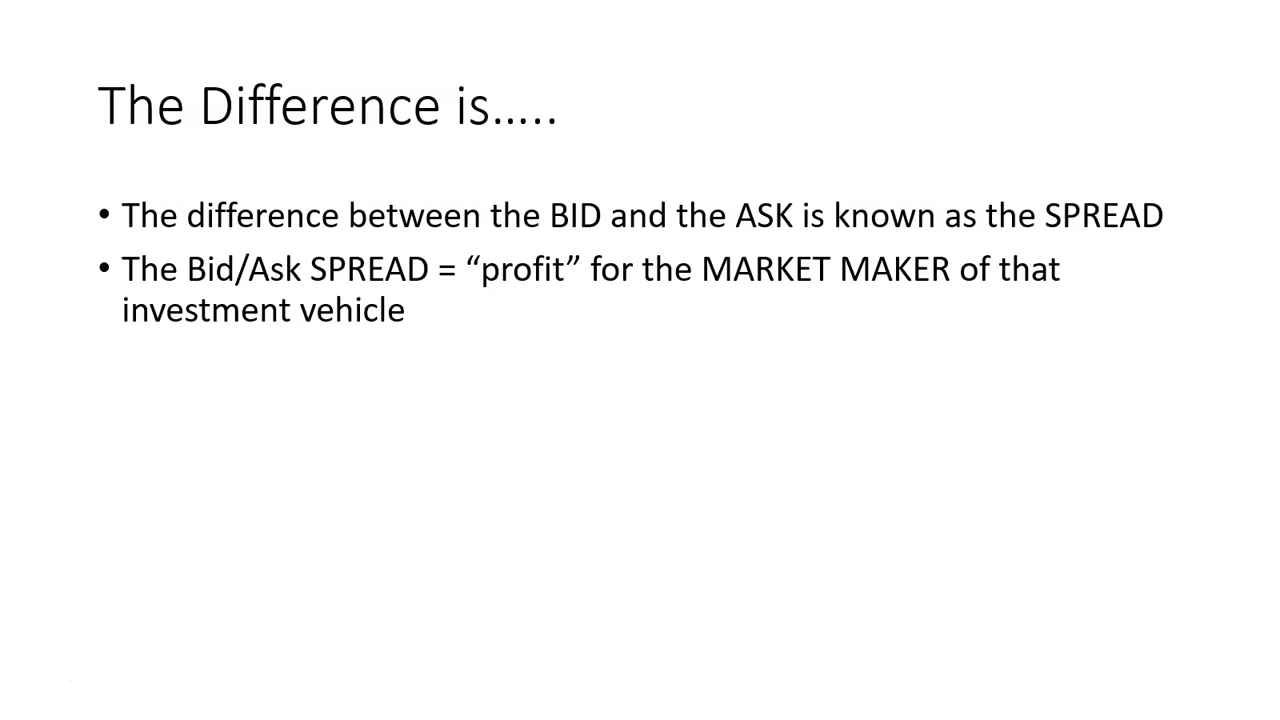 The Difference is…..
• The difference between the BID and the ASK is known as the SPREAD
• The Bid/Ask SPREAD = “profit” for the MARKET MAKER of that
investment vehicle